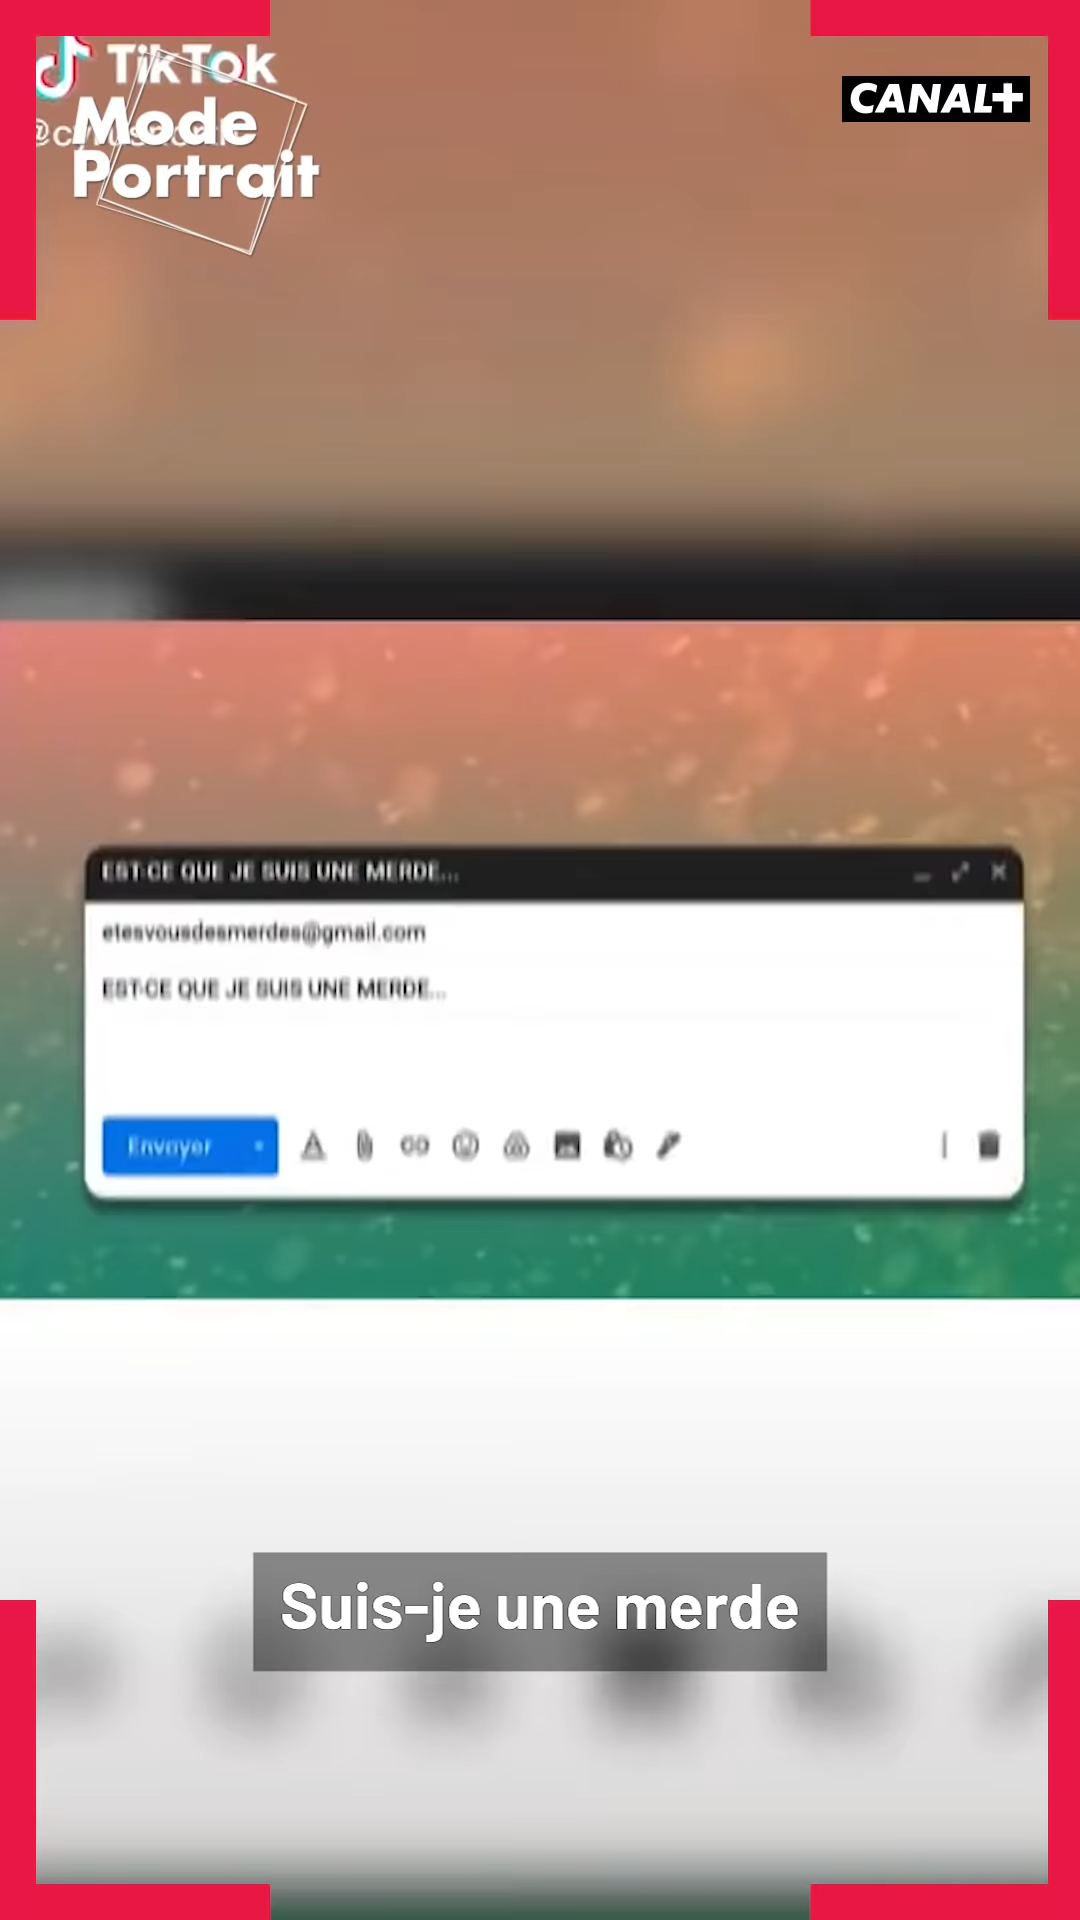 TikTok
Mode
Portrait
CANAL+
EST-CE QUE JE SUIS UNE MERDE...
etesvousdesmerdes@gmail.com
EST-CE QUE JE SUIS UNE MERDE...
Envoyer
Suis-je une merde